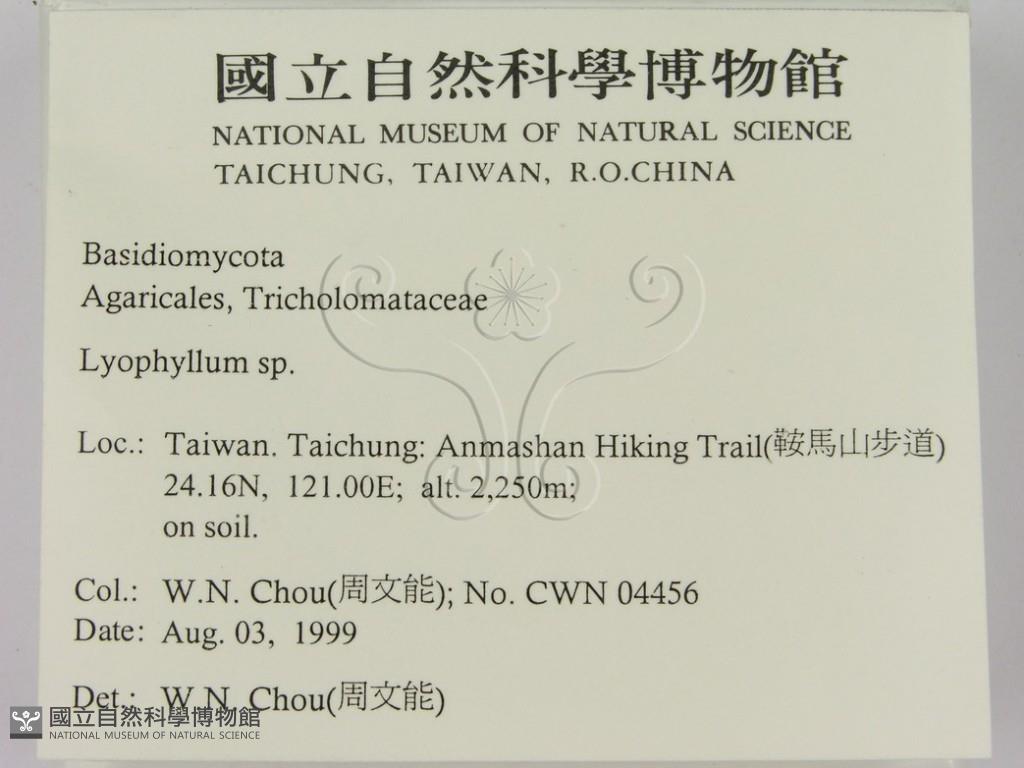 國立自然科學博物館
NATIONAL MUSEUM OF NATURAL SCIENCE
TAICHUNG, TAIWAN, R.O.CHINA
Basidiomycota
Agaricales, Tricholomataceae
Lyophyllum sp.
Loc.: Taiwan. Taichung: Anmashan Hiking Trail(鞍馬山步道)
24.16N, 121.00E; alt. 2,250m;
on soil.
Col.: W.N. Chou(周文能); No. CWN 04456
Date: Aug. 03, 1999
Det.: W.N. Chou(周文能)
國立自然科學博物館
NATIONAL MUSEUM OF NATURAL SCIENCE